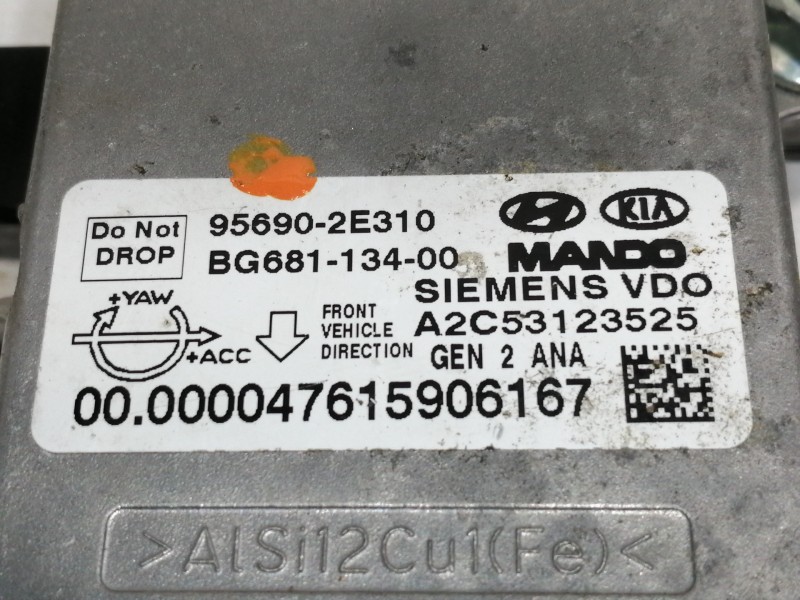 Do Not
DROP
95690-2E310
BG681-134-00
KIA
MANDO
SIEMENS VDO
+YAW
+ACC
FRONT
VEHICLE
DIRECTION
A2C53123525
GEN 2 ANA
00.000047615906167
>AlSi12Cu1(Fe)<